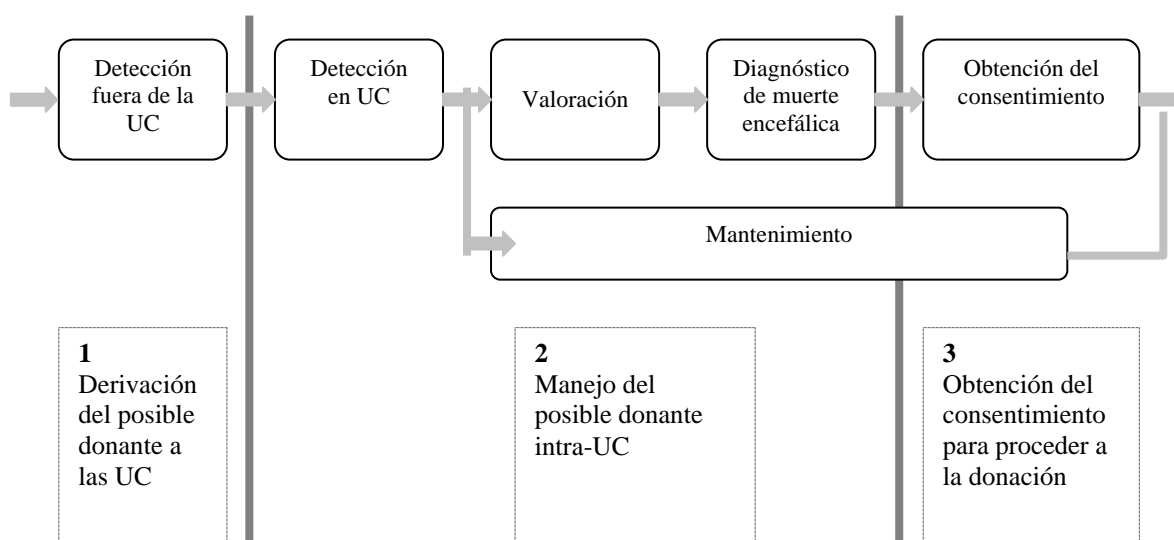 Detección
fuera de la
UC
Detección
en UC
Valoración
Diagnóstico
de muerte
encefálica
Obtención del
consentimiento
Mantenimiento
1
Derivación
del posible
donante a
las UC
2
Manejo del
posible donante
intra-UC
3
Obtención del
consentimiento
para proceder a
la donación